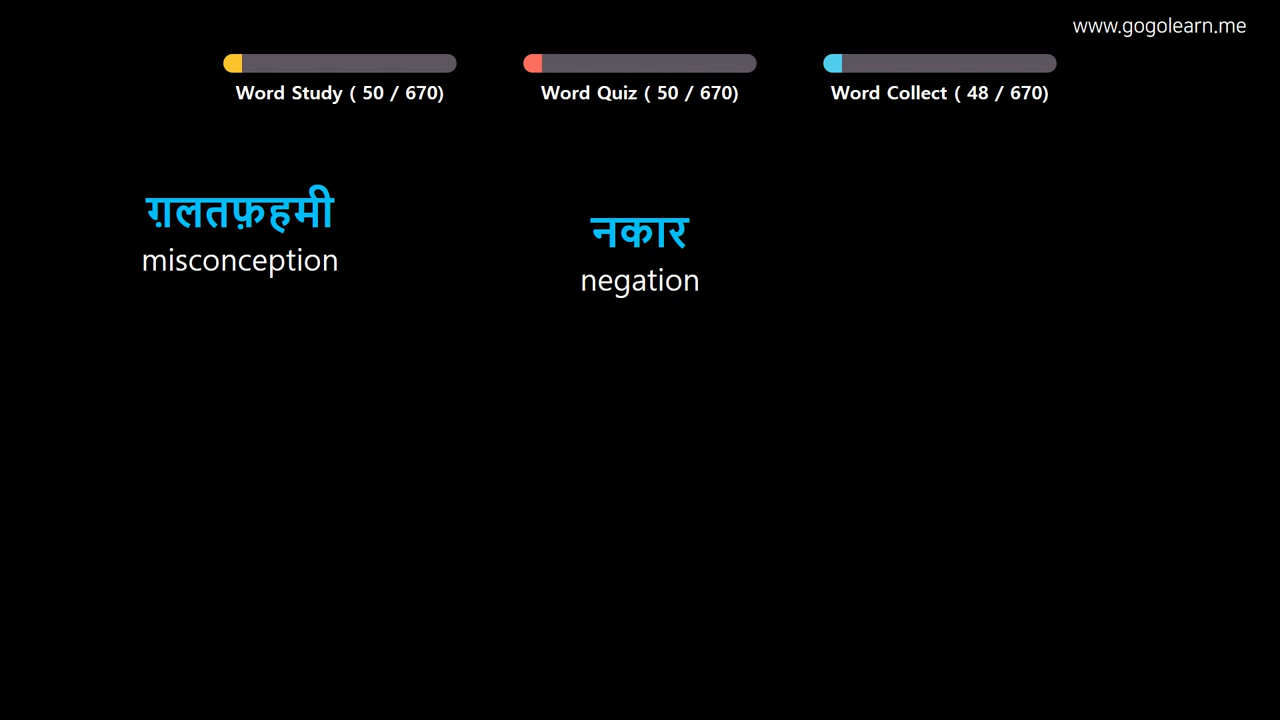 www.gogolearn.me
Word Study ( 50 / 670)
Word Quiz ( 50 / 670)
Word Collect ( 48 / 670)
ग़लतफ़हमी
misconception
नकार
negation